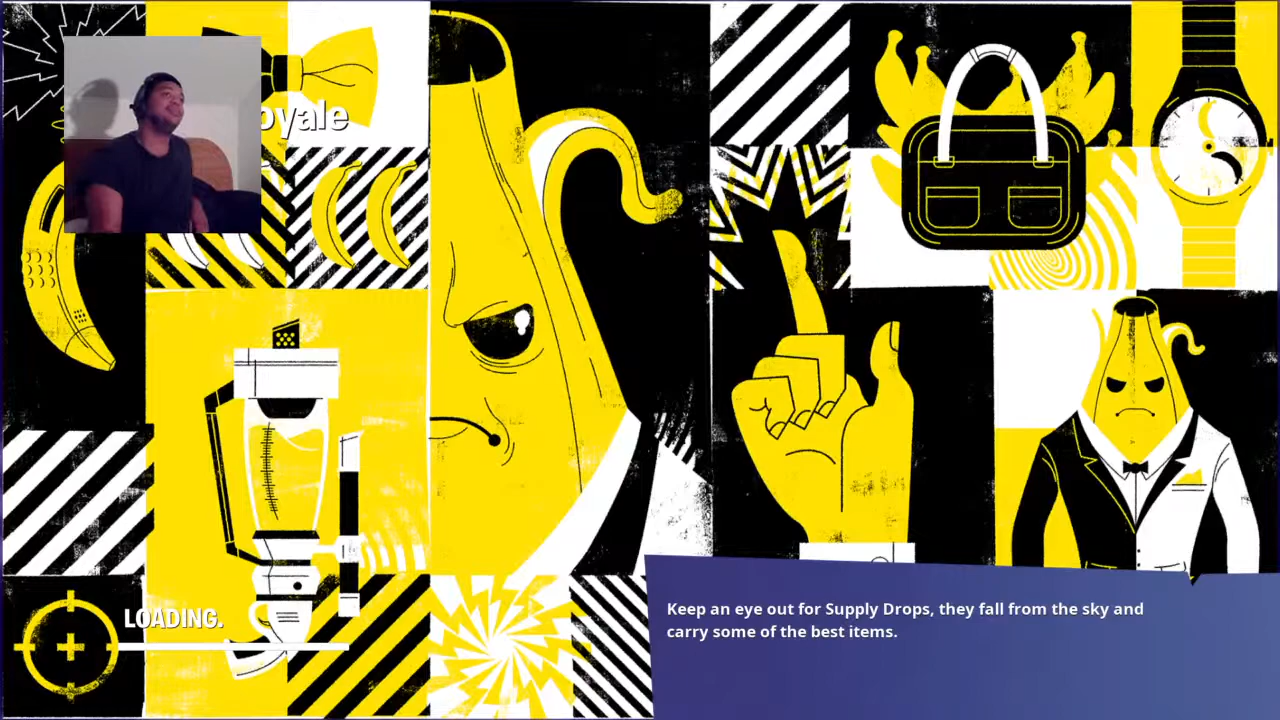 oyale
LOADING.
Keep an eye out for Supply Drops, they fall from the sky and
carry some of the best items.